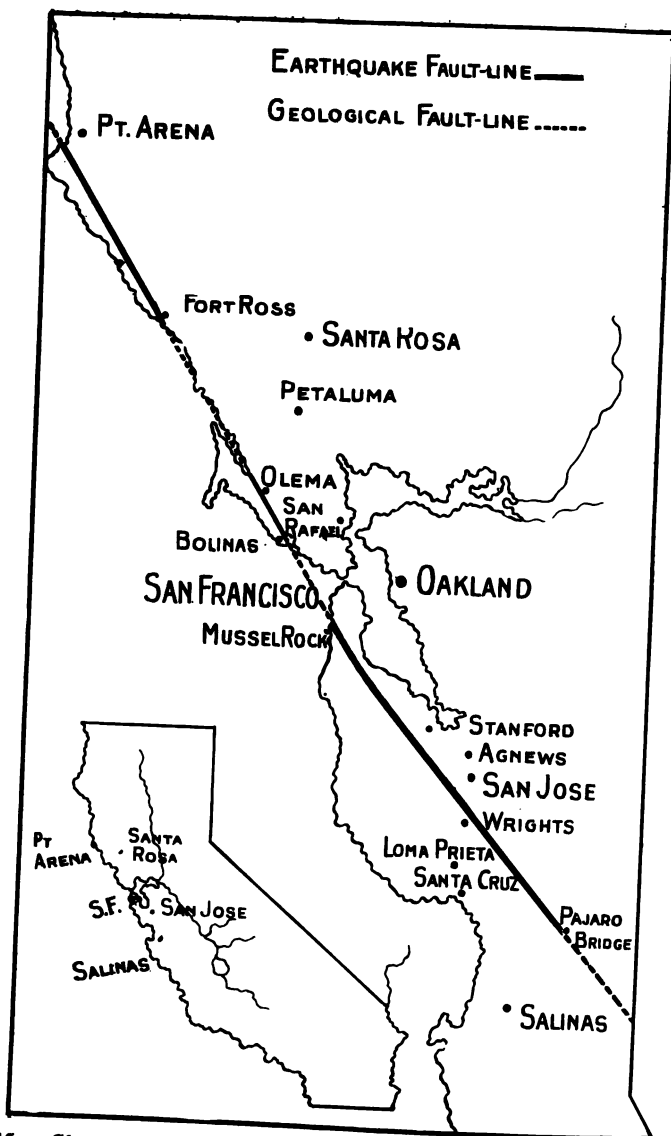 EARTHQUAKE FAULT-LINE
GEOLOGICAL FAULT-LINE
PT. ARENA
FORT ROSS
SANTA ROSA
PETALUMA
OLEMA
SAN
RAFAEL
BOLINAS
SAN FRANCISCO
OAKLAND
MUSSEL ROCK
STANFORD
AGNEWS
SAN JOSE
WRIGHTS
LOMA PRIETA
SANTA CRUZ
PAJARO
BRIDGE
SALINAS
PT
ARENA
SANTA
ROSA
S.F.
SAN JOSE
SALINAS